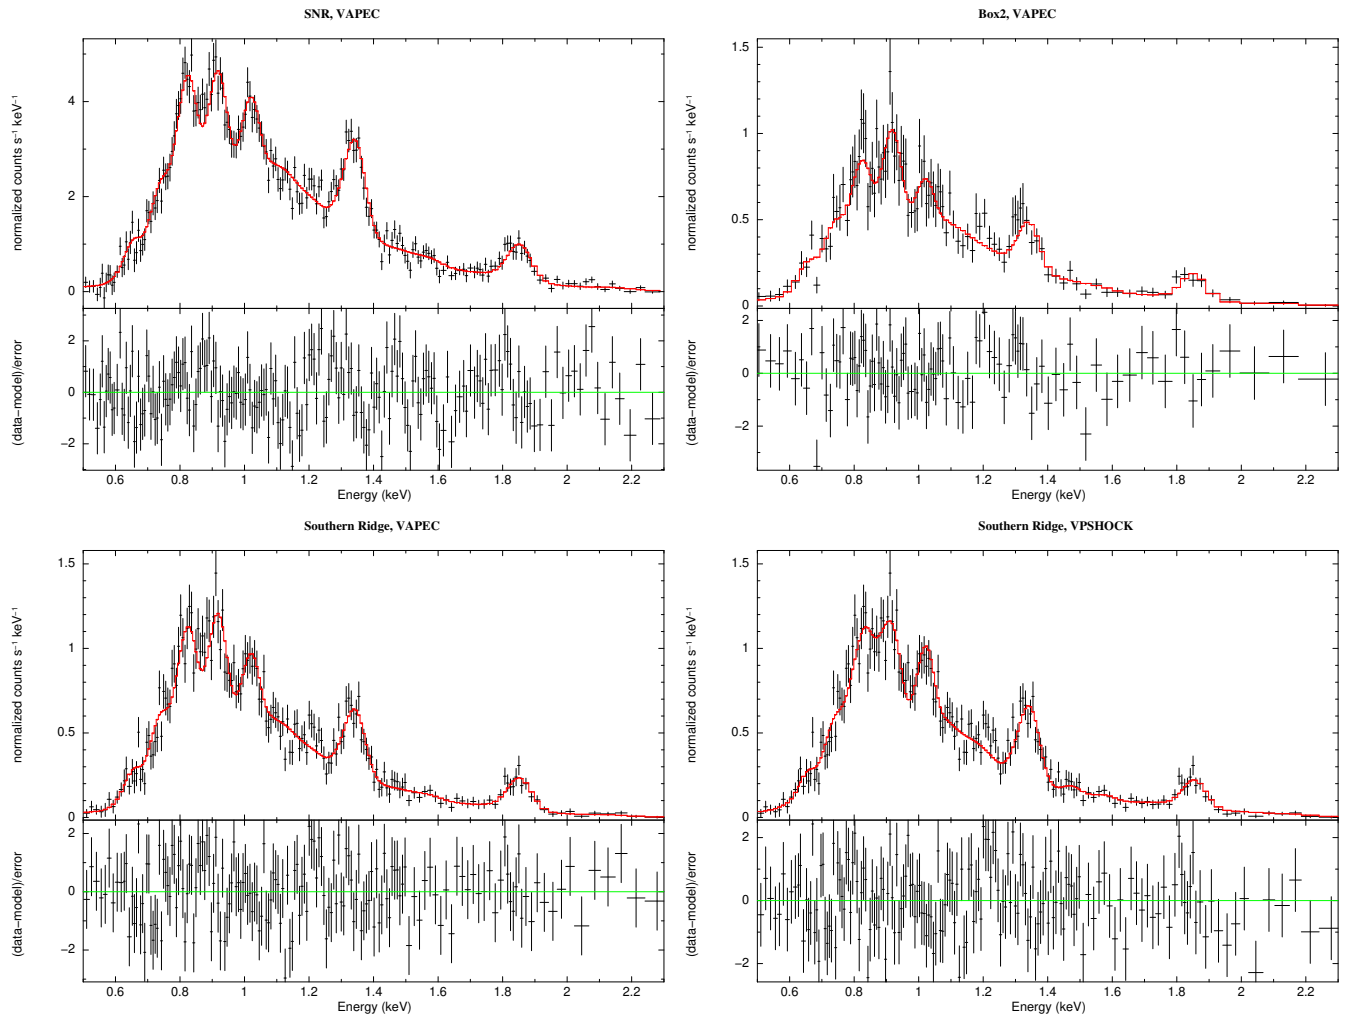 SNR, VAPEC
normalized counts s⁻¹ keV⁻¹
4
2
0
(data−model)/error
2
0
−2
0.6 0.8 1 1.2 1.4 1.6 1.8 2 2.2
Energy (keV)
Box2, VAPEC
normalized counts s⁻¹ keV⁻¹
1.5
1
0.5
0
(data−model)/error
2
0
−2
0.6 0.8 1 1.2 1.4 1.6 1.8 2 2.2
Energy (keV)
Southern Ridge, VAPEC
normalized counts s⁻¹ keV⁻¹
1.5
1
0.5
0
(data−model)/error
2
0
−2
0.6 0.8 1 1.2 1.4 1.6 1.8 2 2.2
Energy (keV)
Southern Ridge, VPSHOCK
normalized counts s⁻¹ keV⁻¹
1.5
1
0.5
0
(data−model)/error
2
0
−2
0.6 0.8 1 1.2 1.4 1.6 1.8 2 2.2
Energy (keV)